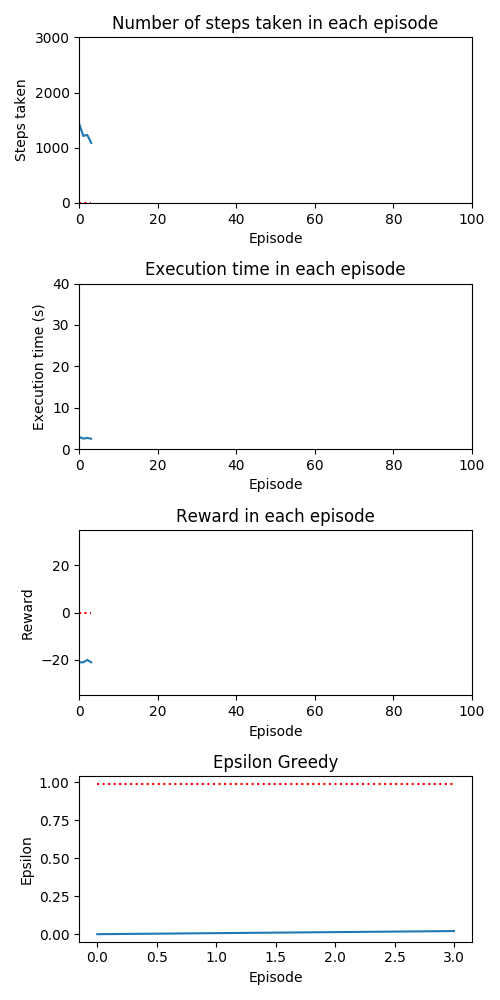 Number of steps taken in each episode
3000
2000
1000
0
Steps taken
0 20 40 60 80 100
Episode
Execution time in each episode
40
30
20
10
0
Execution time (s)
0 20 40 60 80 100
Episode
Reward in each episode
20
0
−20
Reward
0 20 40 60 80 100
Episode
Epsilon Greedy
1.00
0.75
0.50
0.25
0.00
Epsilon
0.0 0.5 1.0 1.5 2.0 2.5 3.0
Episode